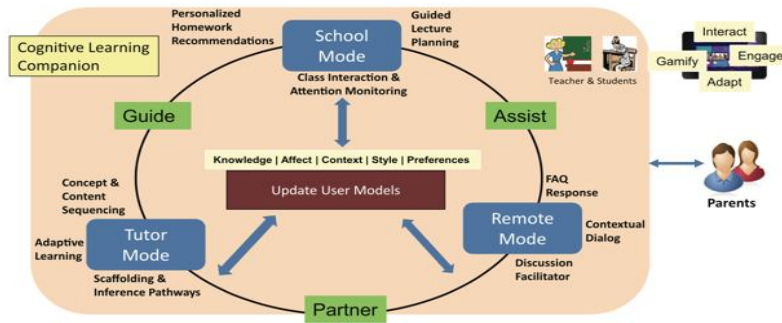 Cognitive Learning
Companion
Personalized
Homework
Recommendations
School
Mode
Guided
Lecture
Planning
Class Interaction &
Attention Monitoring
Teacher & Students
Interact
Gamify
Engage
Adapt
Guide
Assist
Knowledge | Affect | Context | Style | Preferences
Update User Models
Parents
Concept &
Content
Sequencing
Adaptive
Learning
Tutor
Mode
Scaffolding &
Inference Pathways
FAQ
Response
Remote
Mode
Contextual
Dialog
Discussion
Facilitator
Partner